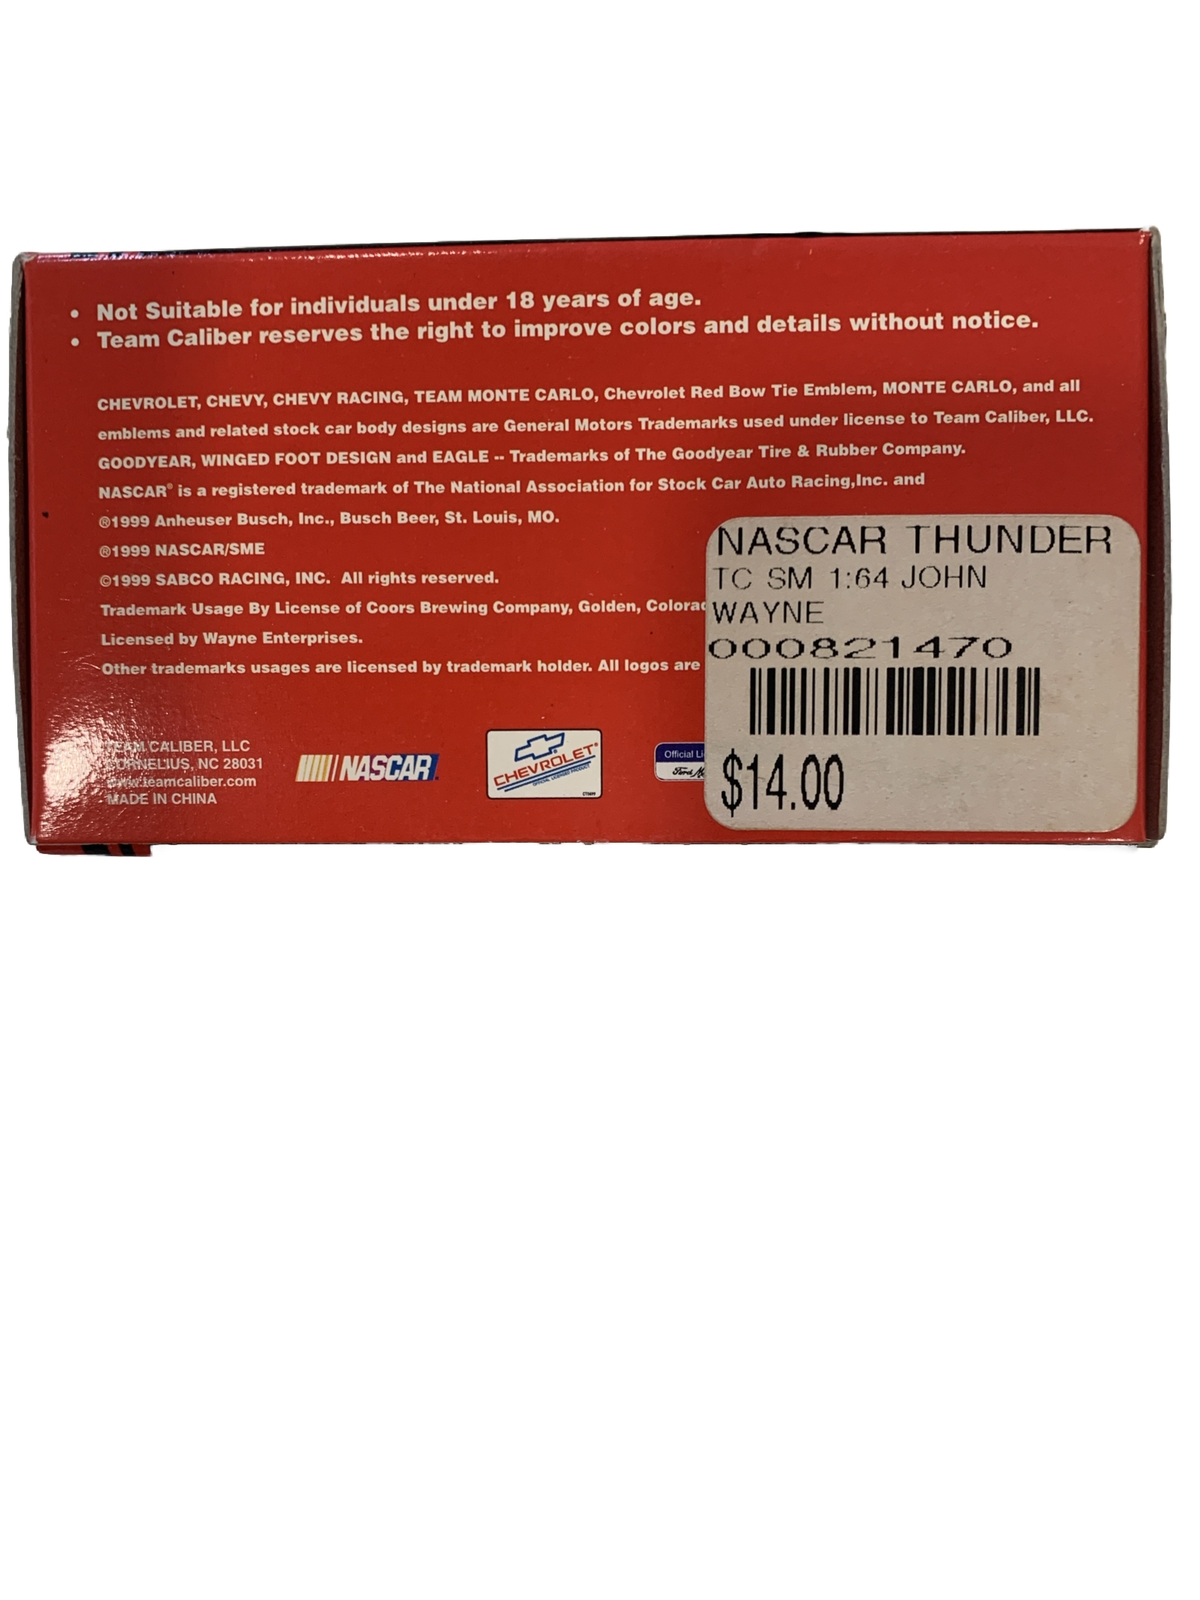 • Not Suitable for individuals under 18 years of age.
• Team Caliber reserves the right to improve colors and details without notice.
CHEVROLET, CHEVY, CHEVY RACING, TEAM MONTE CARLO, Chevrolet Red Bow Tie Emblem, MONTE CARLO, and all
emblems and related stock car body designs are General Motors Trademarks used under license to Team Caliber, LLC.
GOODYEAR, WINGED FOOT DESIGN and EAGLE -- Trademarks of The Goodyear Tire & Rubber Company.
NASCAR® is a registered trademark of The National Association for Stock Car Auto Racing,Inc. and
®1999 Anheuser Busch, Inc., Busch Beer, St. Louis, MO.
®1999 NASCAR/SME
©1999 SABCO RACING, INC. All rights reserved.
Trademark Usage By License of Coors Brewing Company, Golden, Colorad
Licensed by Wayne Enterprises.
Other trademarks usages are licensed by trademark holder. All logos are
NASCAR THUNDER
TC SM 1:64 JOHN
WAYNE
000821470
$14.00
TEAM CALIBER, LLC
CORNELIUS, NC 28031
www.teamcaliber.com
MADE IN CHINA
NASCAR
CHEVROLET
OFFICIAL LICENSED PRODUCT
Official Li
Ford M